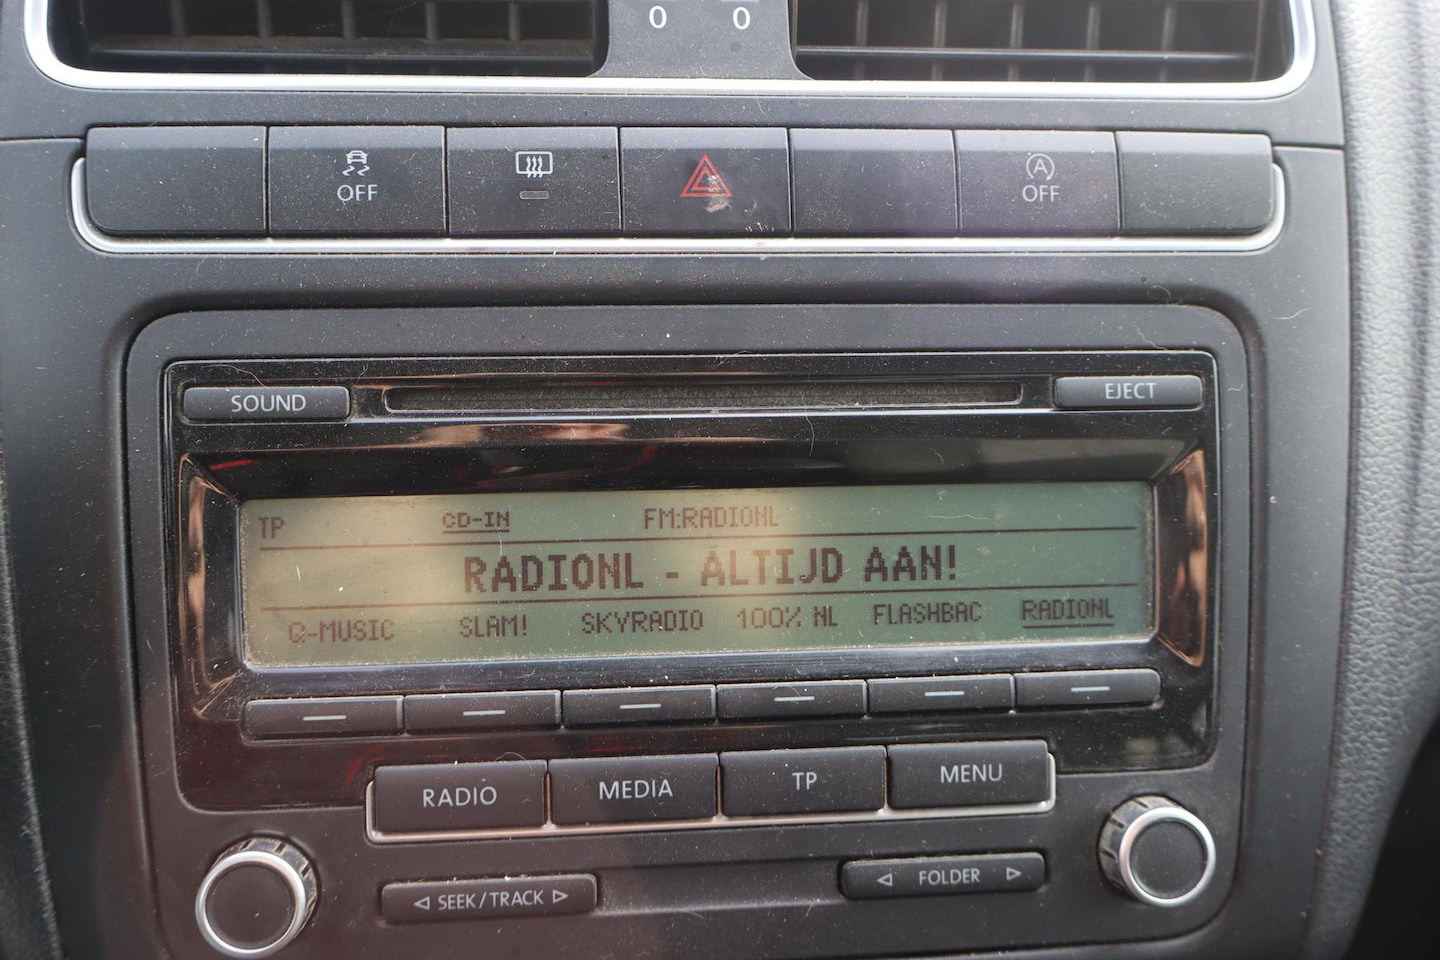 0 0
OFF
A
OFF
SOUND
EJECT
TP CD-IN FM:RADIONL
RADIONL - ALTIJD AAN!
Q-MUSIC SLAM! SKYRADIO 100% NL FLASHBAC RADIONL
RADIO MEDIA TP MENU
SEEK/TRACK
FOLDER